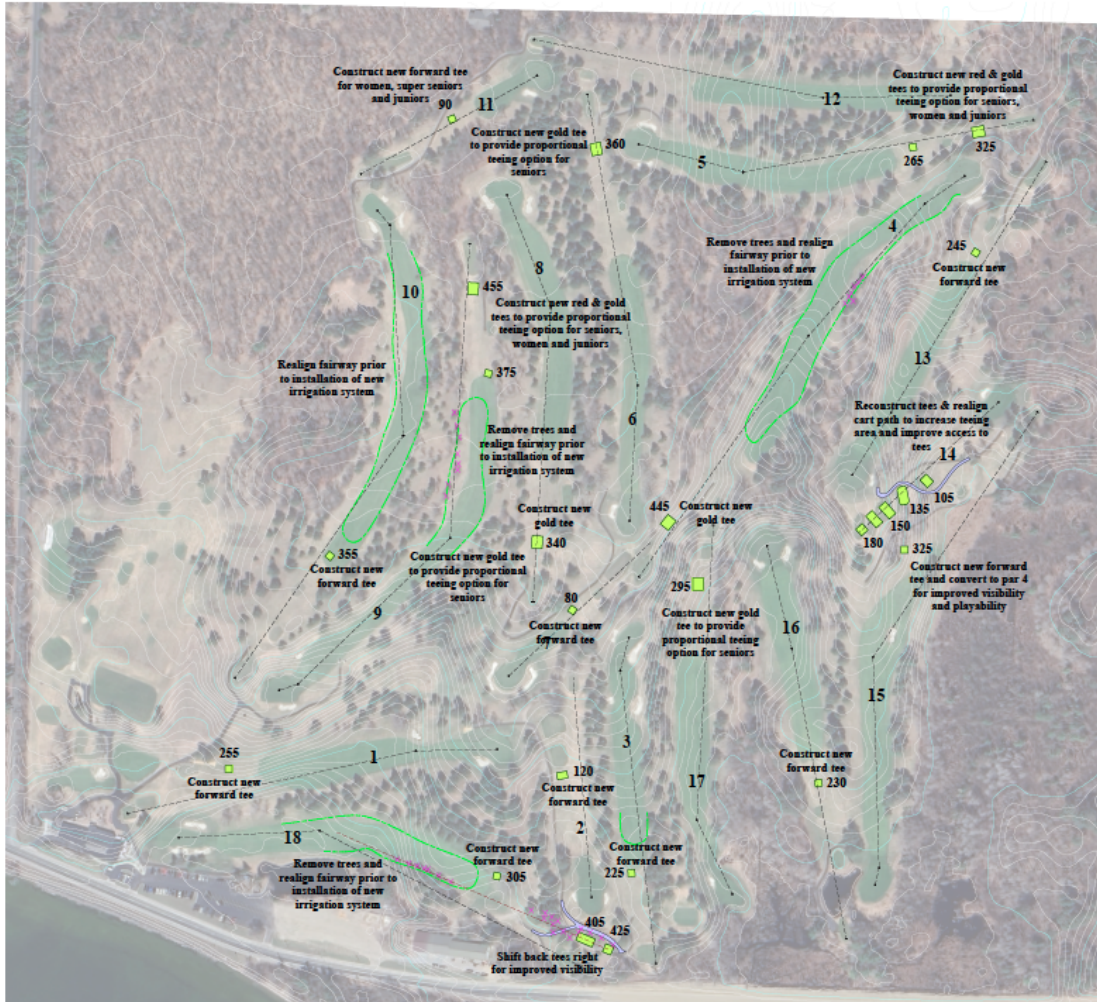 Construct new forward tee
for women, super seniors
and juniors
90
11
12
Construct new red & gold
tees to provide proportional
teeing option for seniors,
women and juniors
325
265
Construct new gold tee
to provide proportional
teeing option for
seniors
360
5
4
Remove trees and realign
fairway prior to
installation of new
irrigation system
245
Construct new
forward tee
8
10
455
Construct new red & gold
tees to provide proportional
teeing option for seniors,
women and juniors
Realign fairway prior
to installation of new
irrigation system
375
13
6
Remove trees and
realign fairway prior
to installation of new
irrigation system
Reconstruct tees & realign
cart path to increase teeing
area and improve access to
tees
14
105
135
150
180
325
Construct new forward
tee and convert to par 4
for improved visibility
and playability
445
Construct new
gold tee
Construct new
gold tee
340
355
Construct new
forward tee
Construct new gold tee
to provide proportional
teeing option for
seniors
9
80
Construct new
forward tee
7
295
Construct new gold
tee to provide
proportional teeing
option for seniors
16
15
255
Construct new
forward tee
1
3
120
Construct new
forward tee
2
17
Construct new
forward tee
230
18
Remove trees and
realign fairway prior to
installation of new
irrigation system
Construct new
forward tee
305
Construct new
forward tee
225
405
425
Shift back tees right
for improved visibility